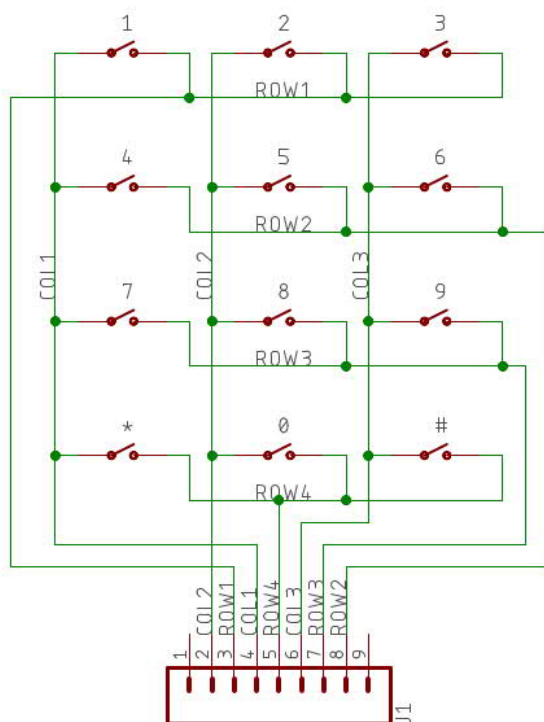 1 2 3
ROW1
4 5 6
ROW2
COL1 COL2 COL3
7 8 9
ROW3
* 0 #
ROW4
COL2 ROW1 COL1 ROW4 COL3 ROW3 ROW2
1 2 3 4 5 6 7 8 9
J1